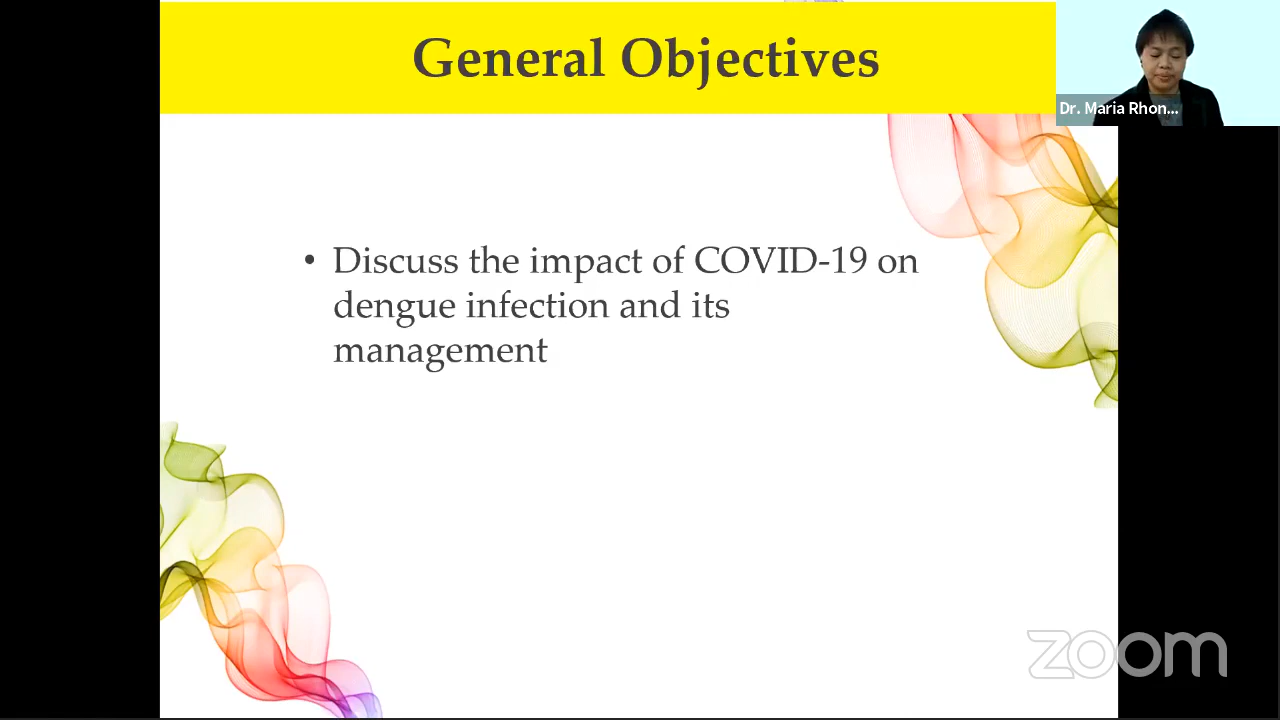 General Objectives
Dr. Maria Rhon...
• Discuss the impact of COVID-19 on
dengue infection and its
management
zoom